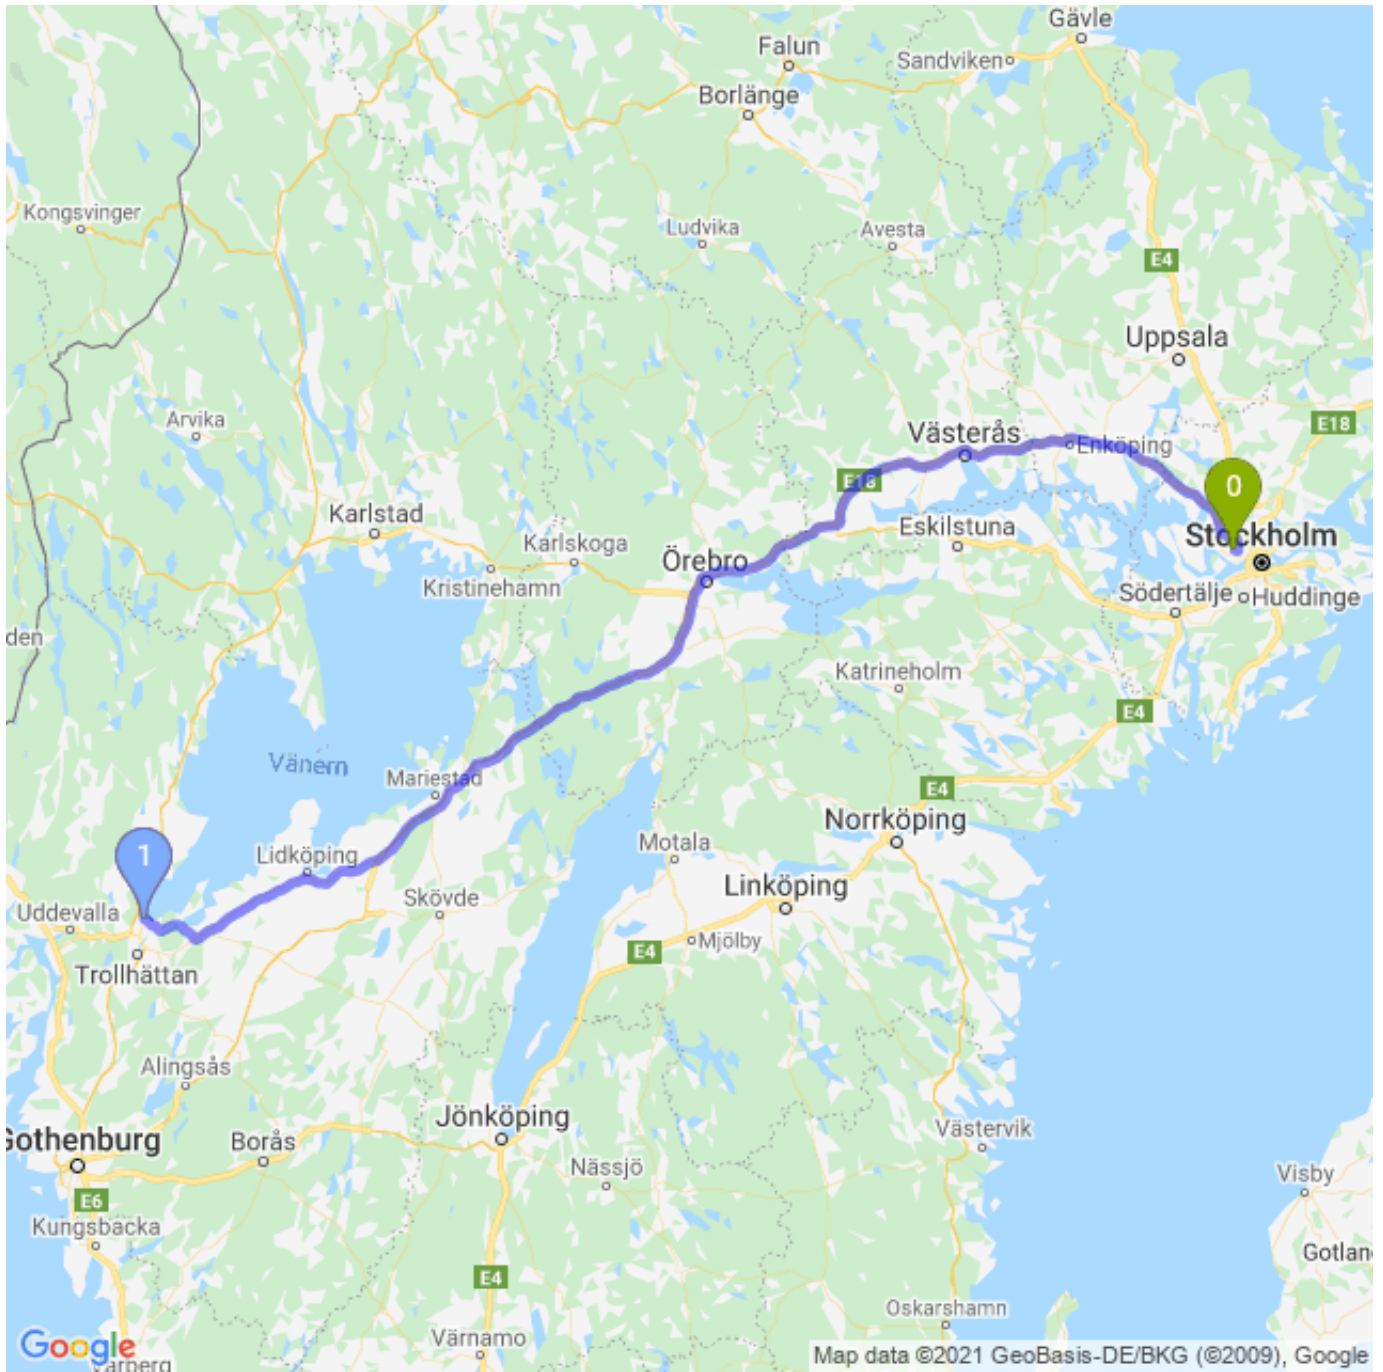 Gävle
Falun
Sandviken
Borlänge
Kongsvinger
Ludvika
Avesta
E4
Uppsala
Arvika
E18
Västerås
Enköping
E18
0
Karlstad
Eskilstuna
Stockholm
Karlskoga
Örebro
Kristinehamn
Södertälje
Huddinge
den
Katrineholm
E4
Vänern
Mariestad
E4
Norrköping
1
Motala
Lidköping
Linköping
Skövde
Uddevalla
Mjölby
E4
Trollhättan
Alingsås
Jönköping
Västervik
Gothenburg
Borås
Nässjö
Visby
E6
Kungsbacka
Gotlan
E4
Oskarshamn
Google
Värnamo
Varberg
Map data ©2021 GeoBasis-DE/BKG (©2009), Google